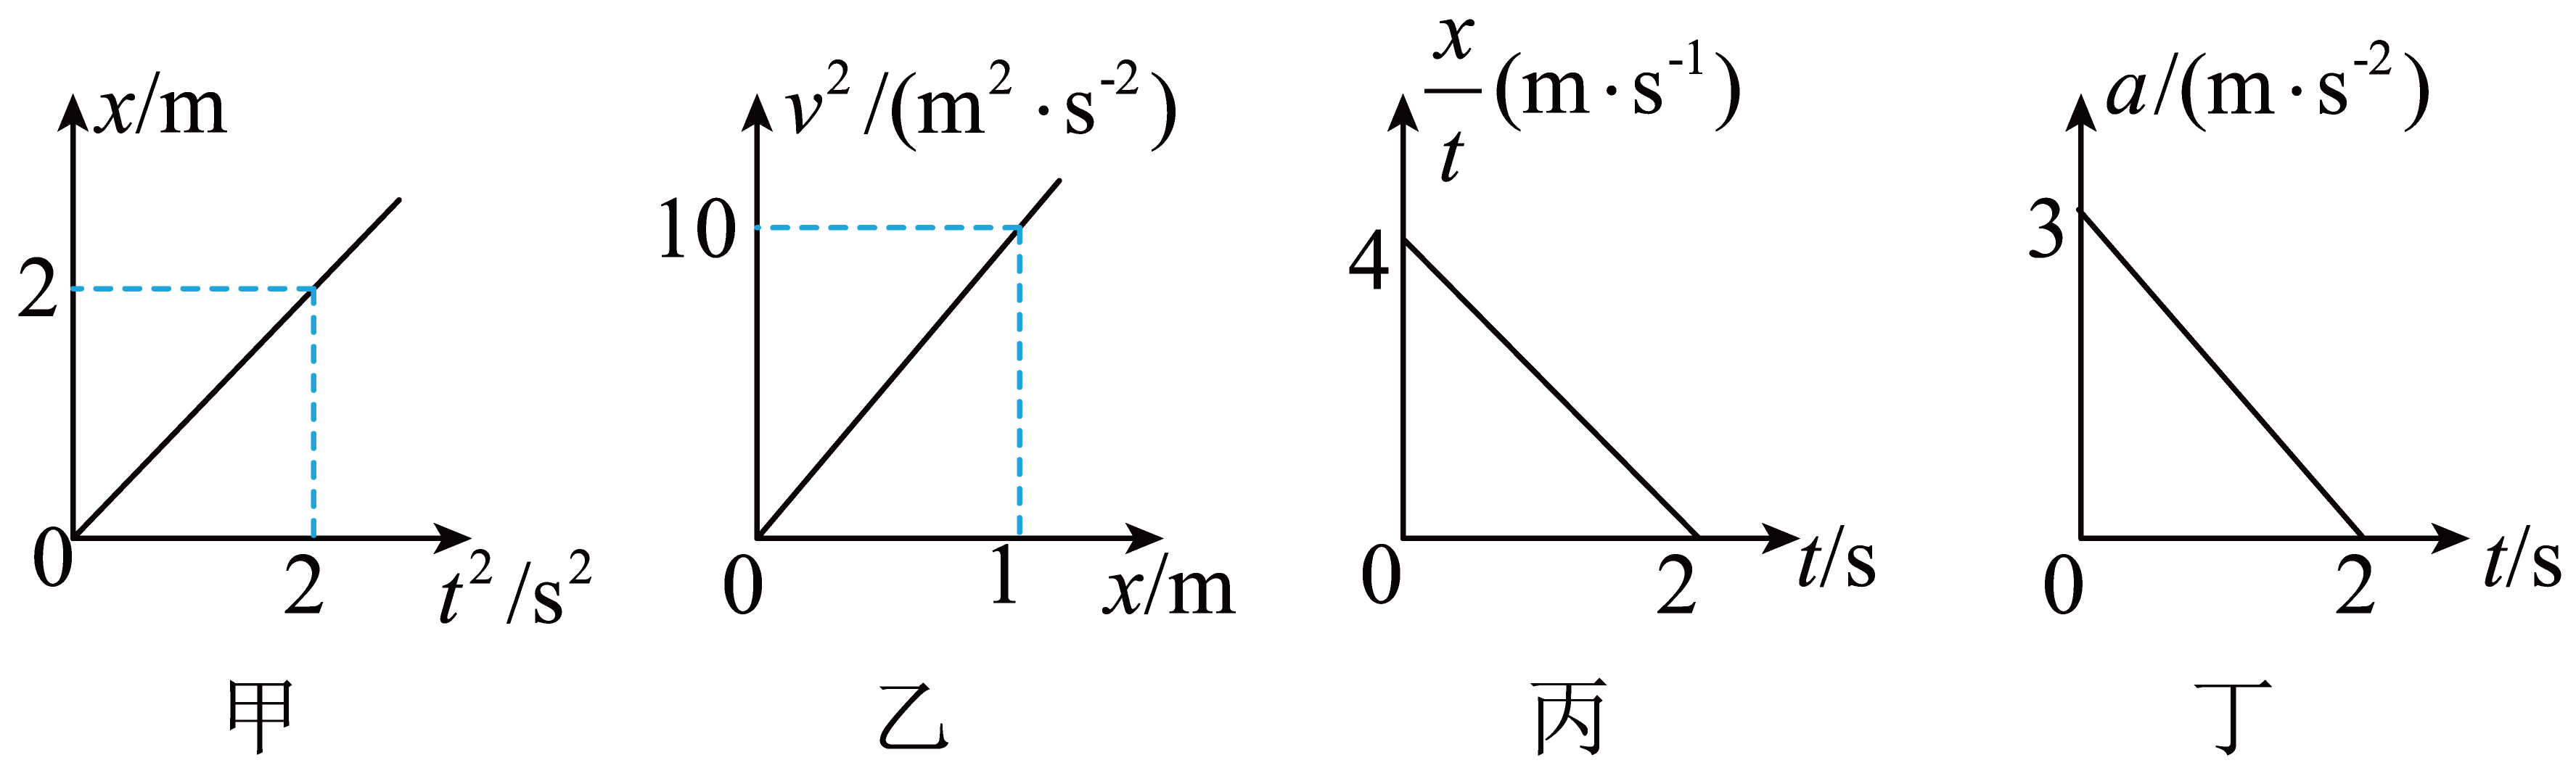 x/m
2
0
2
t²/s²
甲
v²/(m²·s⁻²)
10
0
1
x/m
乙
x/t (m·s⁻¹)
4
0
2
t/s
丙
a/(m·s⁻²)
3
0
2
t/s
丁